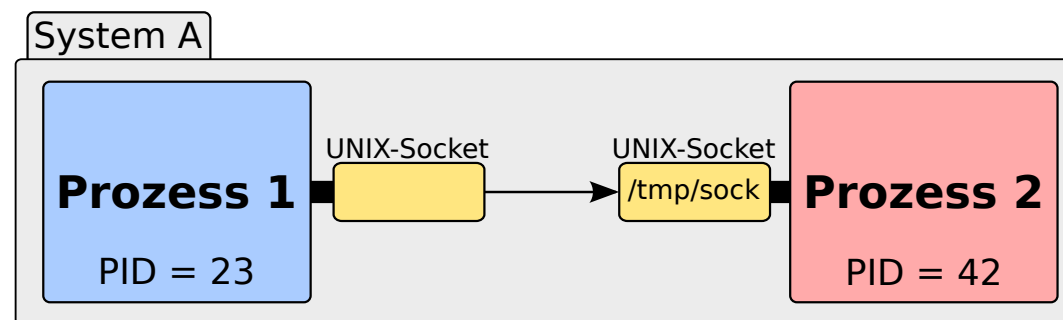 System A
UNIX-Socket
UNIX-Socket
Prozess 1
/tmp/sock
Prozess 2
PID = 23
PID = 42